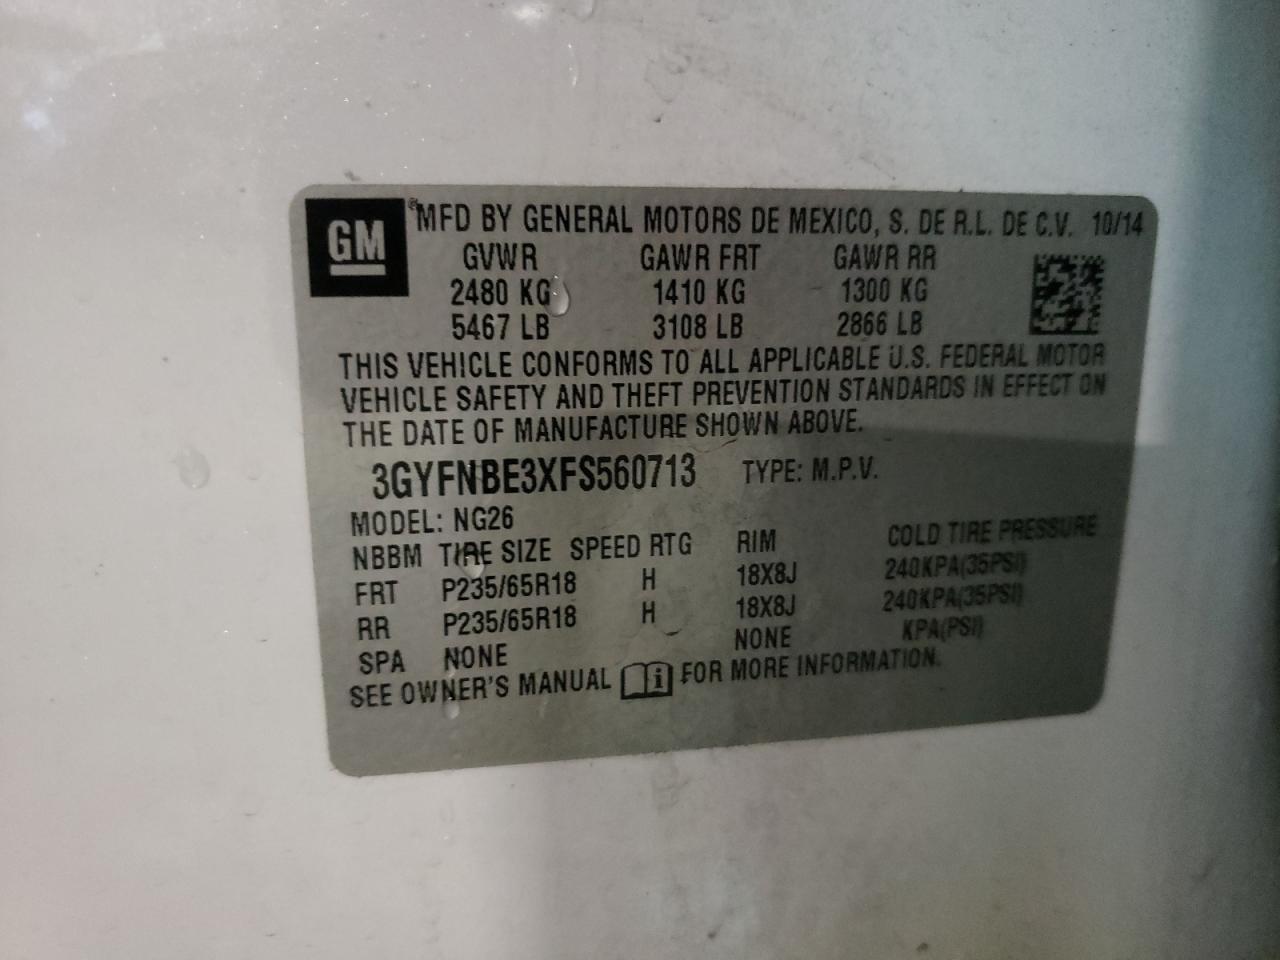 GM
®MFD BY GENERAL MOTORS DE MEXICO, S. DE R.L. DE C.V. 10/14
GVWR GAWR FRT GAWR RR
2480 KG 1410 KG 1300 KG
5467 LB 3108 LB 2866 LB
THIS VEHICLE CONFORMS TO ALL APPLICABLE U.S. FEDERAL MOTOR
VEHICLE SAFETY AND THEFT PREVENTION STANDARDS IN EFFECT ON
THE DATE OF MANUFACTURE SHOWN ABOVE.
3GYFNBE3XFS560713 TYPE: M.P.V.
MODEL: NG26
NBBM TIRE SIZE SPEED RTG RIM COLD TIRE PRESSURE
FRT P235/65R18 H 18X8J 240KPA(35PSI)
RR P235/65R18 H 18X8J 240KPA(35PSI)
SPA NONE NONE KPA(PSI)
SEE OWNER'S MANUAL i FOR MORE INFORMATION.